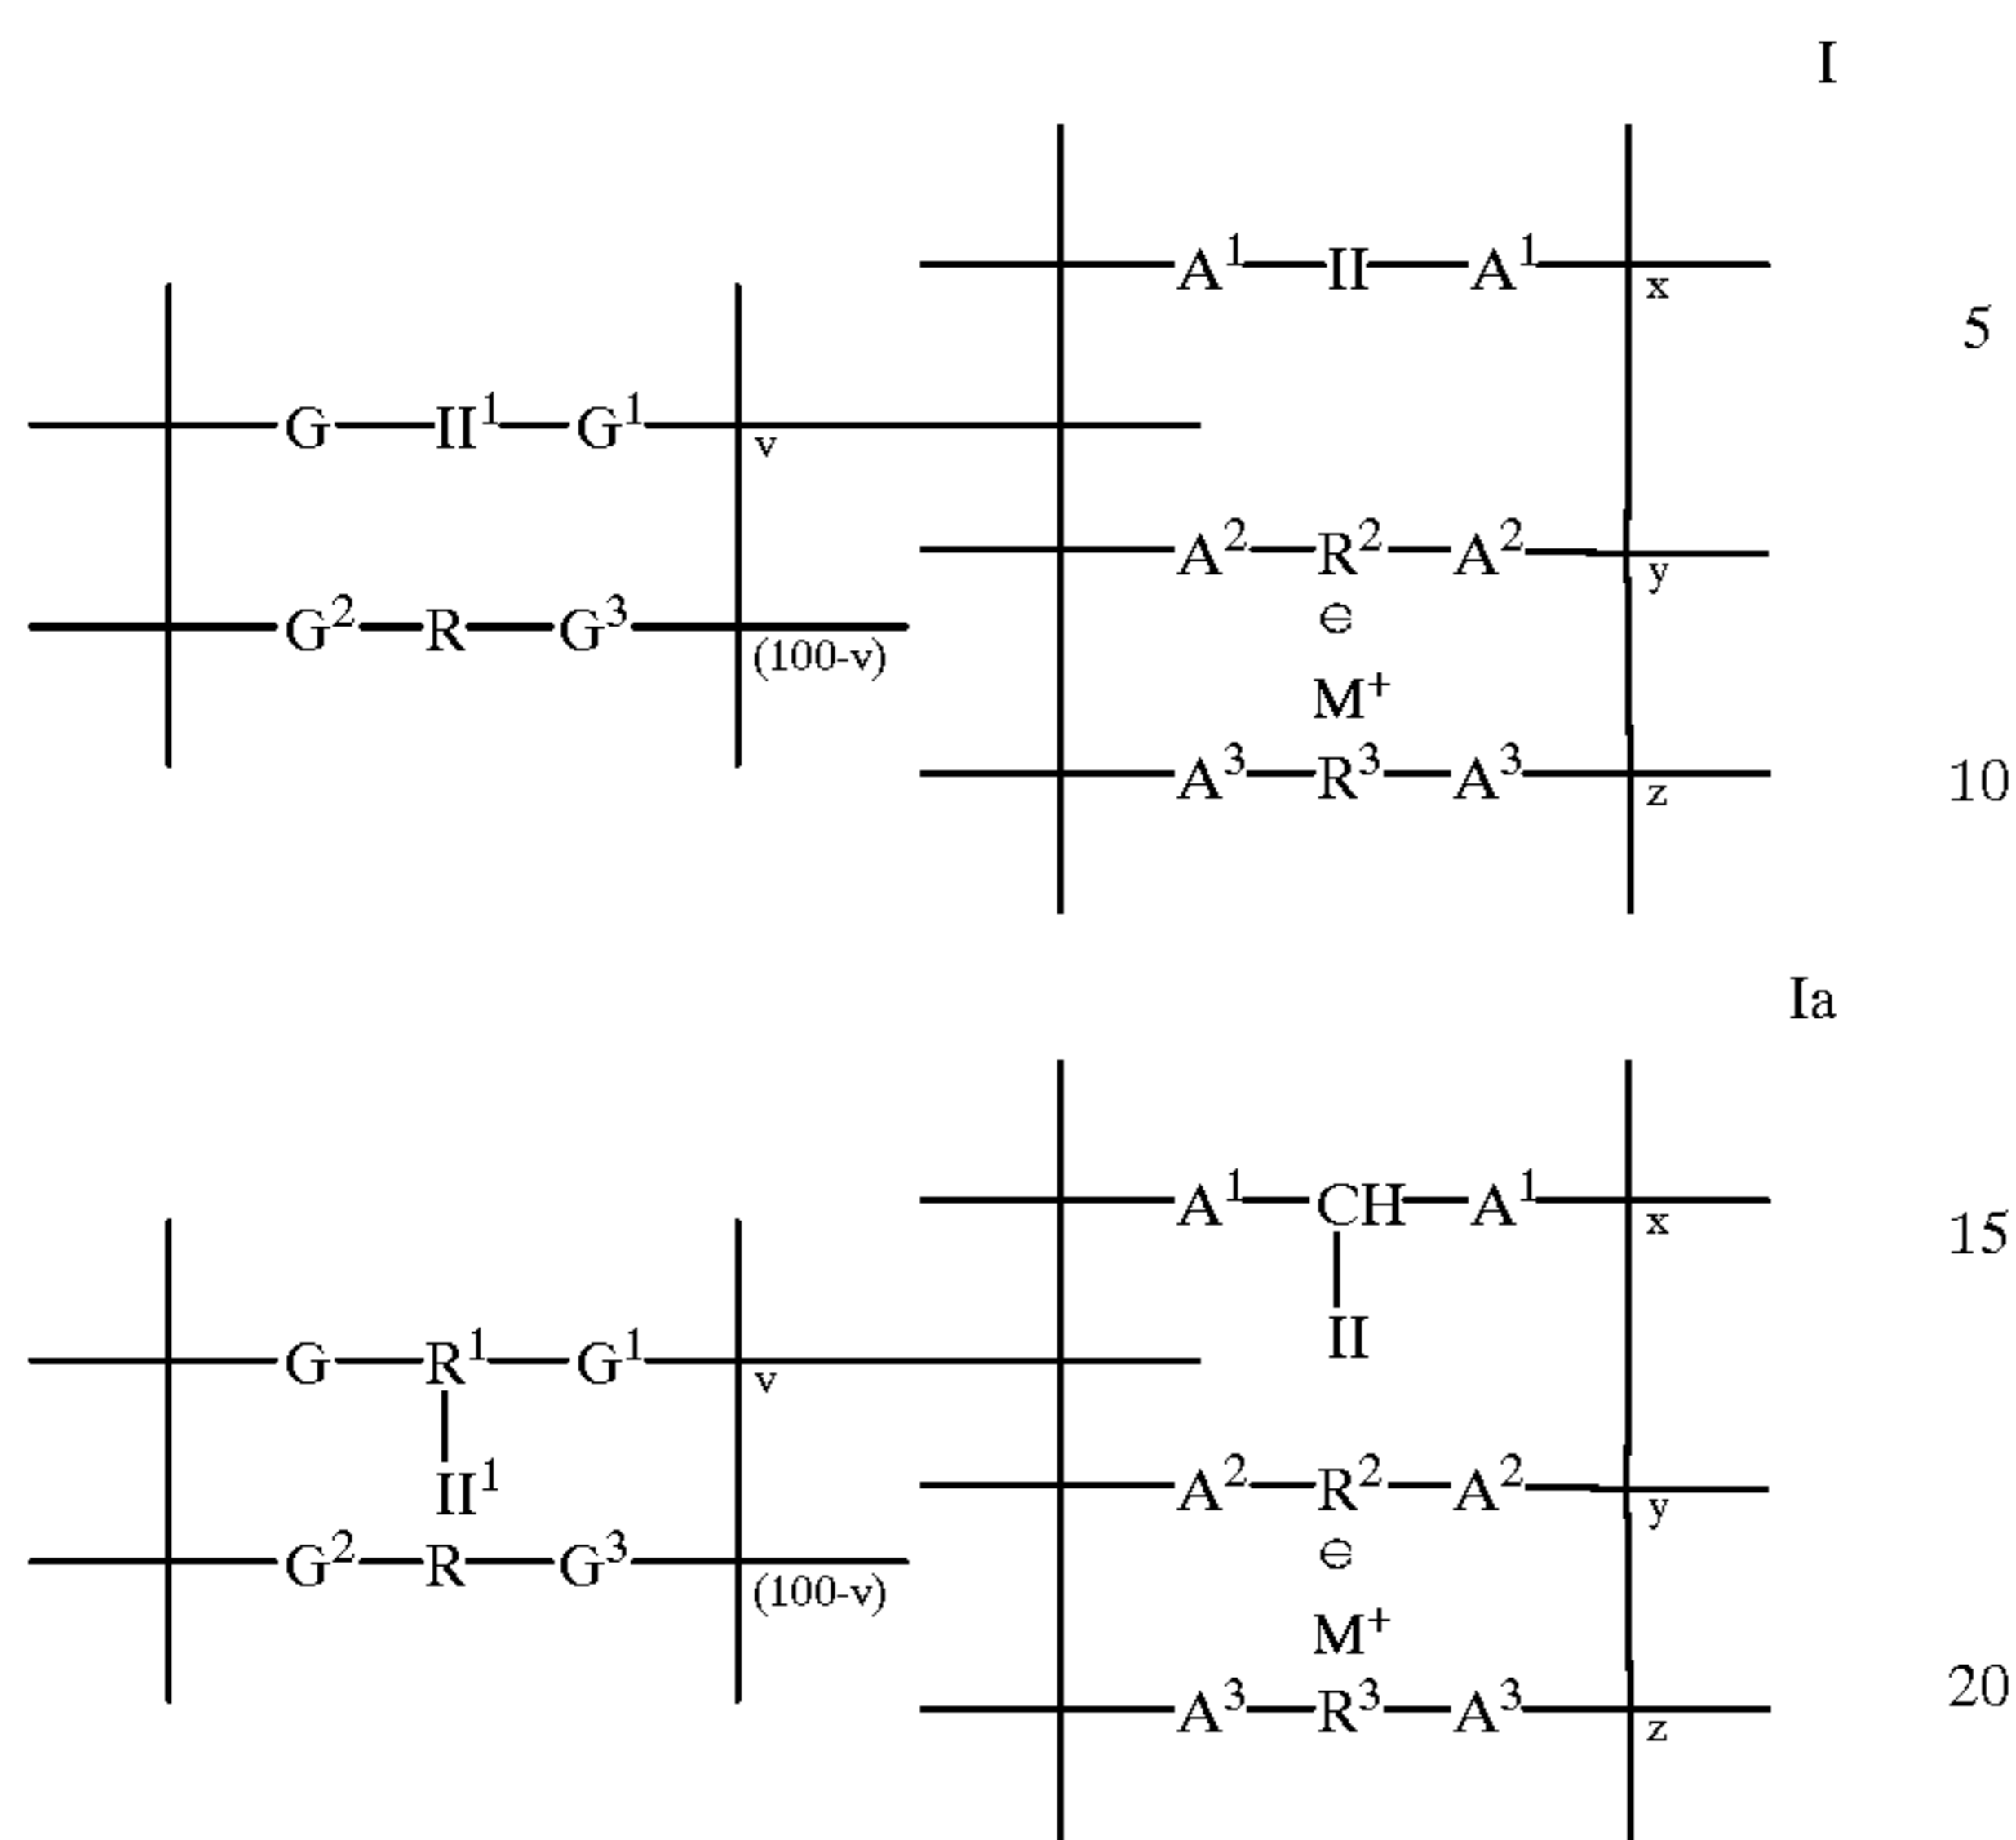 I
A¹—II—A¹ x
5
G—II¹—G¹ v
A²—R²—A² y
⊖
G²—R—G³ (100-v)
M⁺
A³—R³—A³ z
10
Ia
A¹—CH—A¹ x
15
II
G—R¹—G¹ v
II¹
A²—R²—A² y
⊖
G²—R—G³ (100-v)
M⁺
A³—R³—A³ z
20